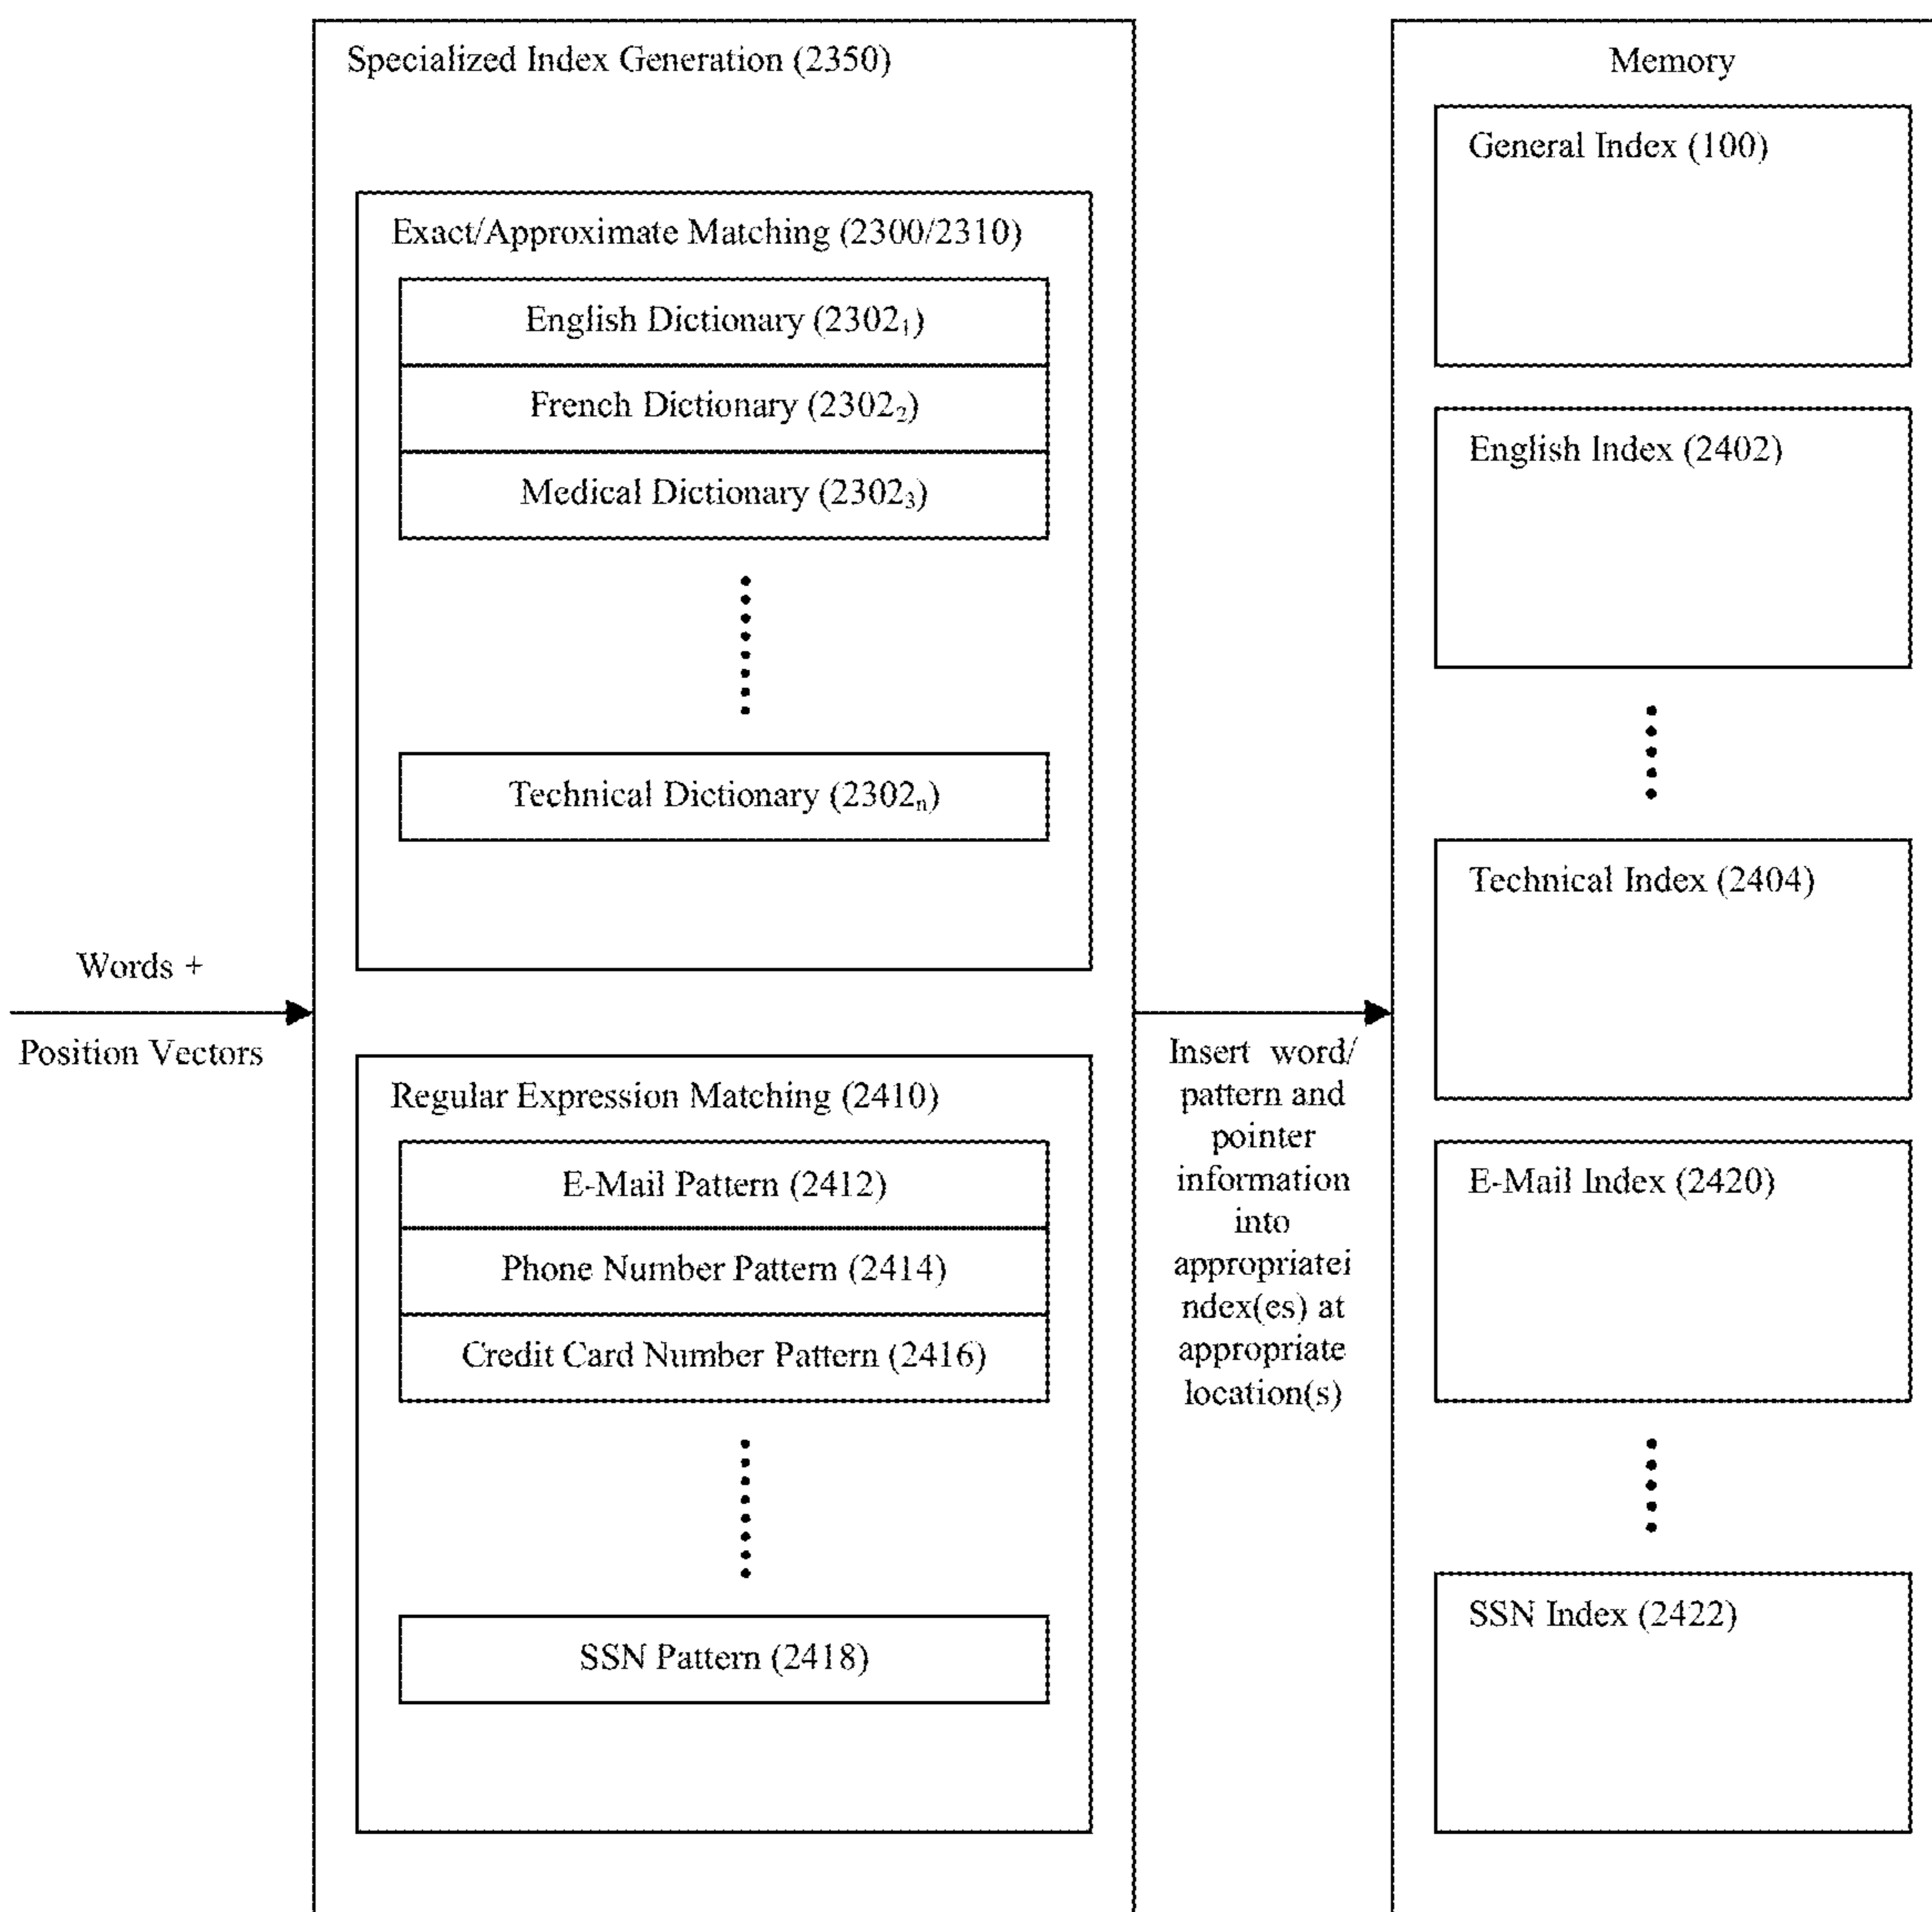 Words +
Position Vectors
Specialized Index Generation (2350)
Exact/Approximate Matching (2300/2310)
English Dictionary (2302₁)
French Dictionary (2302₂)
Medical Dictionary (2302₃)
Technical Dictionary (2302ₙ)
Regular Expression Matching (2410)
E-Mail Pattern (2412)
Phone Number Pattern (2414)
Credit Card Number Pattern (2416)
SSN Pattern (2418)
Insert word/
pattern and
pointer
information
into
appropriatei
ndex(es) at
appropriate
location(s)
Memory
General Index (100)
English Index (2402)
Technical Index (2404)
E-Mail Index (2420)
SSN Index (2422)